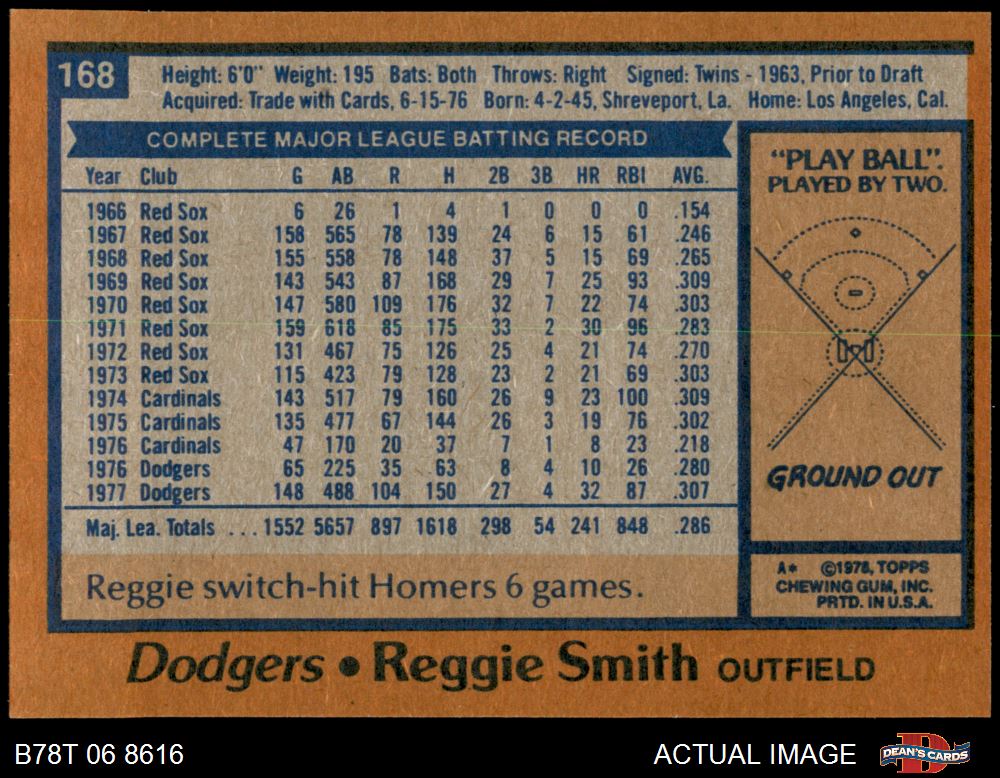 168
Height: 6'0" Weight: 195 Bats: Both Throws: Right Signed: Twins - 1963, Prior to Draft
Acquired: Trade with Cards, 6-15-76 Born: 4-2-45, Shreveport, La. Home: Los Angeles, Cal.
COMPLETE MAJOR LEAGUE BATTING RECORD
Year Club G AB R H 2B 3B HR RBI AVG.
1966 Red Sox 6 26 1 4 1 0 0 0 .154
1967 Red Sox 158 565 78 139 24 6 15 61 .246
1968 Red Sox 155 558 78 148 37 5 15 69 .265
1969 Red Sox 143 543 87 168 29 7 25 93 .309
1970 Red Sox 147 580 109 176 32 7 22 74 .303
1971 Red Sox 159 618 85 175 33 2 30 96 .283
1972 Red Sox 131 467 75 126 25 4 21 74 .270
1973 Red Sox 115 423 79 128 23 2 21 69 .303
1974 Cardinals 143 517 79 160 26 9 23 100 .309
1975 Cardinals 135 477 67 144 26 3 19 76 .302
1976 Cardinals 47 170 20 37 7 1 8 23 .218
1976 Dodgers 65 225 35 63 8 4 10 26 .280
1977 Dodgers 148 488 104 150 27 4 32 87 .307
Maj. Lea. Totals ... 1552 5657 897 1618 298 54 241 848 .286
Reggie switch-hit Homers 6 games.
"PLAY BALL".
PLAYED BY TWO.
GROUND OUT
A* ©1978, TOPPS
CHEWING GUM, INC.
PRTD. IN U.S.A.
Dodgers • Reggie Smith OUTFIELD
B78T 06 8616
ACTUAL IMAGE
D
DEAN'S CARDS